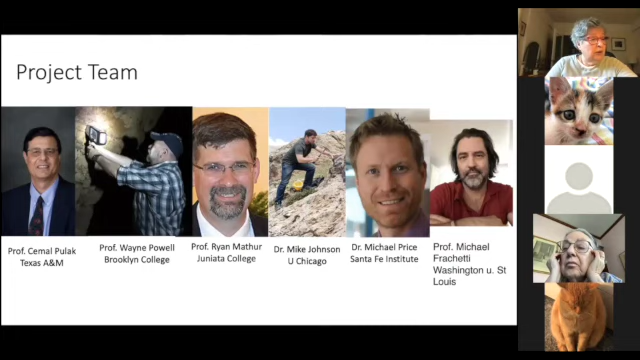 Project Team
Prof. Cemal Pulak
Texas A&M
Prof. Wayne Powell
Brooklyn College
Prof. Ryan Mathur
Juniata College
Dr. Mike Johnson
U Chicago
Dr. Michael Price
Santa Fe Institute
Prof. Michael
Frachetti
Washington u. St
Louis